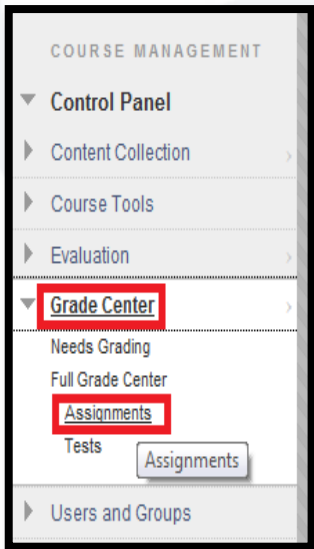 COURSE MANAGEMENT
Control Panel
Content Collection
Course Tools
Evaluation
Grade Center
Needs Grading
Full Grade Center
Assignments
Tests
Assignments
Users and Groups